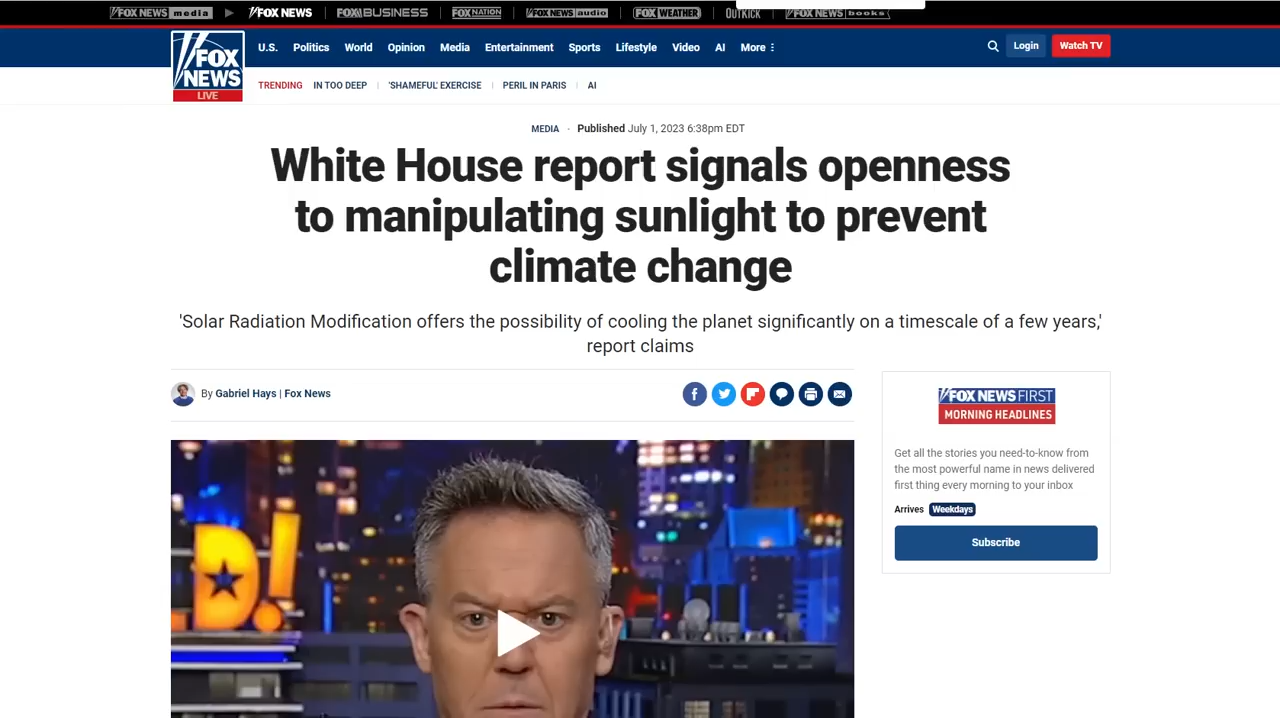 FOX NEWS media
FOX NEWS
FOX BUSINESS
FOX NATION
FOX NEWS audio
FOX WEATHER
OUTKICK
FOX NEWS books
FOX NEWS
LIVE
U.S. Politics World Opinion Media Entertainment Sports Lifestyle Video AI More
Login
Watch TV
TRENDING IN TOO DEEP 'SHAMEFUL' EXERCISE PERIL IN PARIS AI
MEDIA · Published July 1, 2023 6:38pm EDT
White House report signals openness
to manipulating sunlight to prevent
climate change
'Solar Radiation Modification offers the possibility of cooling the planet significantly on a timescale of a few years,'
report claims
By Gabriel Hays | Fox News
FOX NEWS FIRST
MORNING HEADLINES
Get all the stories you need-to-know from
the most powerful name in news delivered
first thing every morning to your inbox
Arrives Weekdays
Subscribe
D!